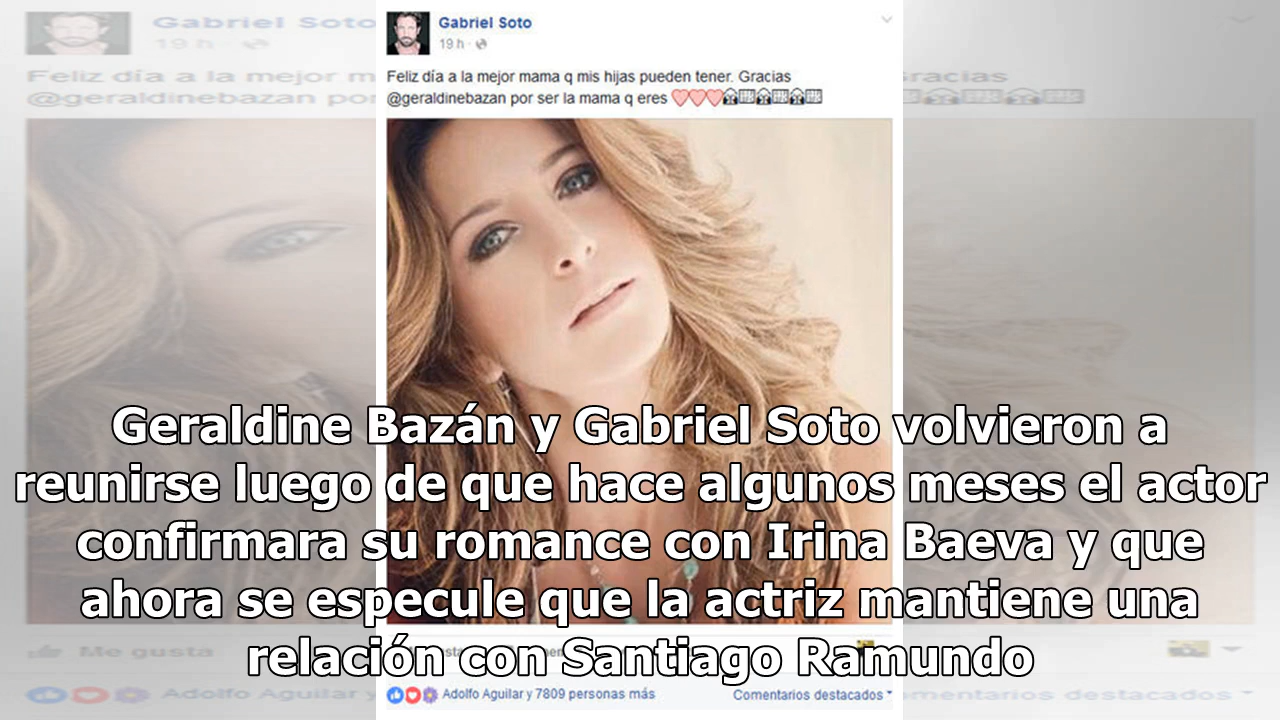 Gabriel Soto
19 h
Feliz día a la mejor mama q mis hijas pueden tener. Gracias
@geraldinebazan por ser la mama q eres
Geraldine Bazán y Gabriel Soto volvieron a
reunirse luego de que hace algunos meses el actor
confirmara su romance con Irina Baeva y que
ahora se especule que la actriz mantiene una
relación con Santiago Ramundo
Me gusta
Adolfo Aguilar y 7809 personas más
Comentarios destacados